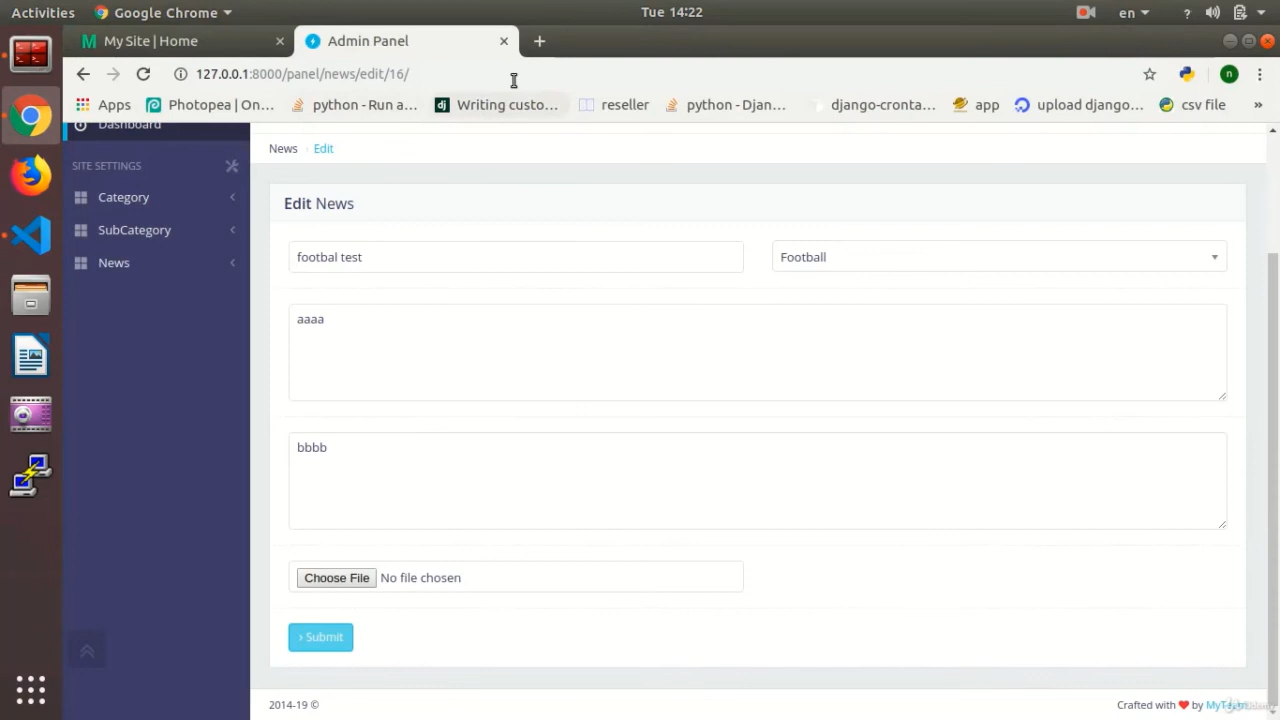 Activities Google Chrome Tue 14:22 en ?
M My Site | Home × Admin Panel × +
127.0.0.1:8000/panel/news/edit/16/ n
Apps Photopea | On... python - Run a... dj Writing custo... reseller python - Djan... django-cronta... app upload django... csv file »
Dashboard
News Edit
SITE SETTINGS
Category
Edit News
SubCategory
footbal test Football
News
aaaa
bbbb
Choose File No file chosen
› Submit
2014-19 © Crafted with ❤ by